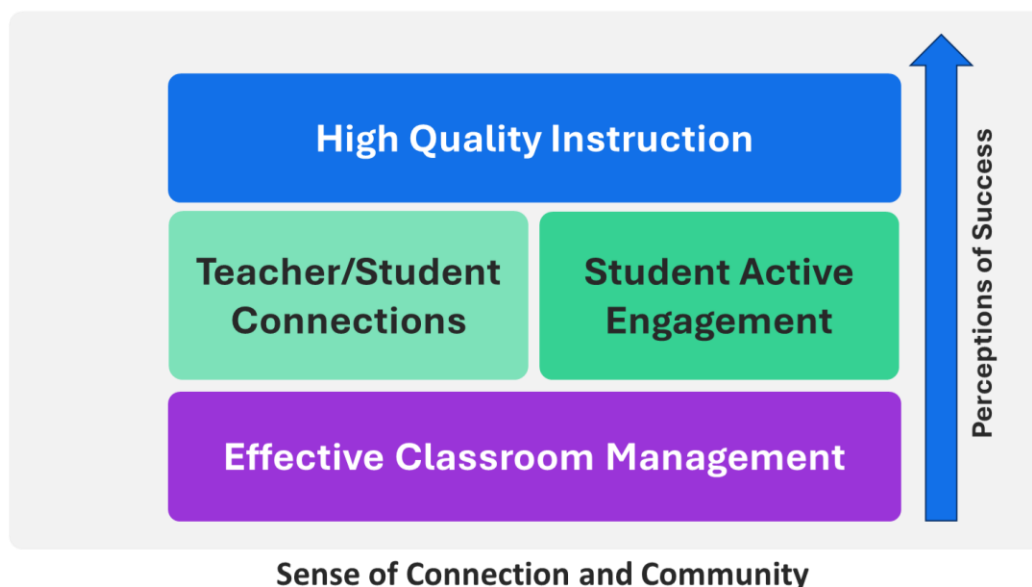 High Quality Instruction
Teacher/Student
Connections
Student Active
Engagement
Effective Classroom Management
Perceptions of Success
Sense of Connection and Community